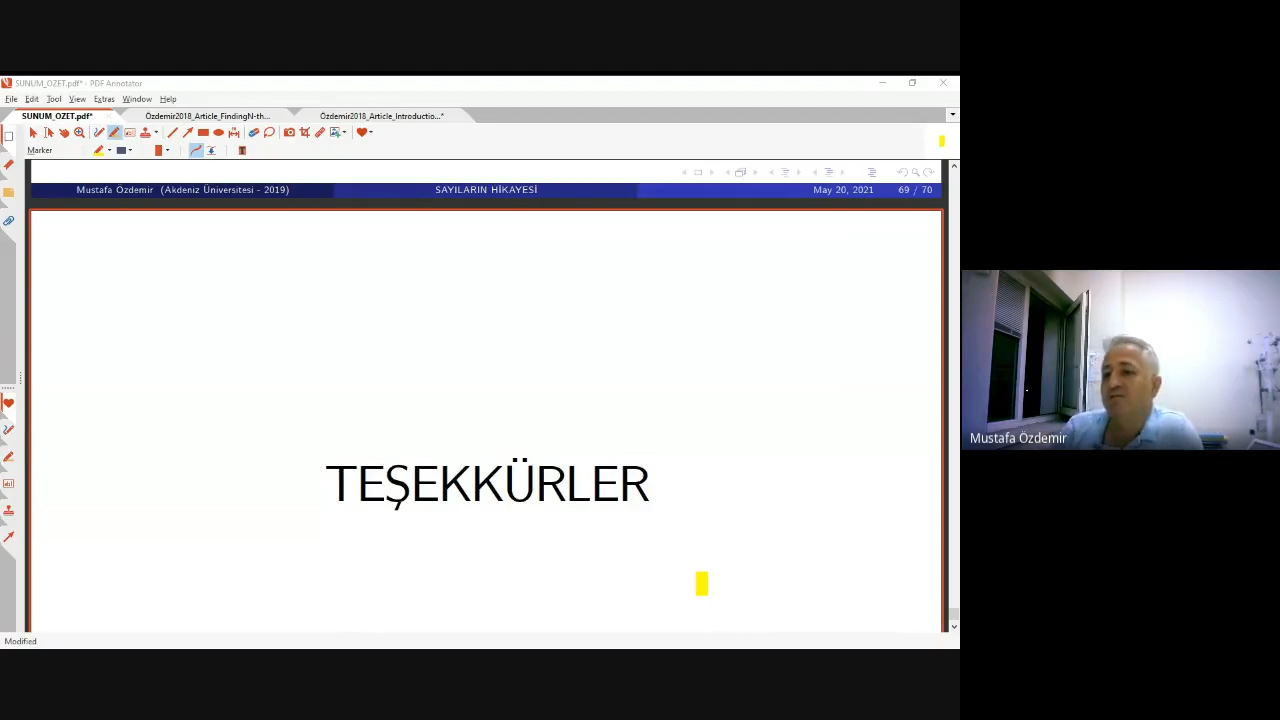 SUNUM_OZET.pdf* - PDF Annotator
File Edit Tool View Extras Window Help
SUNUM_OZET.pdf* Özdemir2018_Article_FindingN-th... Özdemir2018_Article_Introductio...*
Marker
Mustafa Özdemir (Akdeniz Üniversitesi - 2019) SAYILARIN HİKAYESİ May 20, 2021 69 / 70
TEŞEKKÜRLER
Mustafa Özdemir
Modified